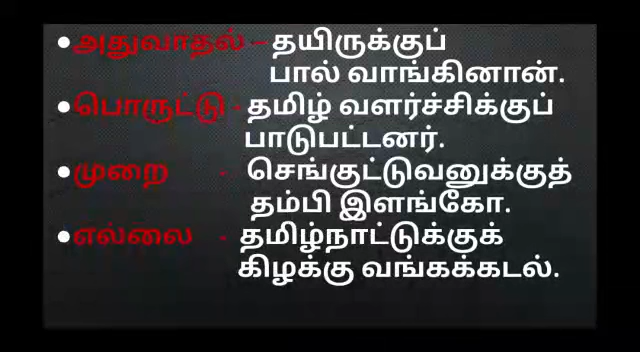 •அதுவாதல் – தயிருக்குப்
பால் வாங்கினான்.
•பொருட்டு - தமிழ் வளர்ச்சிக்குப்
பாடுபட்டனர்.
•முறை - செங்குட்டுவனுக்குத்
தம்பி இளங்கோ.
•எல்லை - தமிழ்நாட்டுக்குக்
கிழக்கு வங்கக்கடல்.